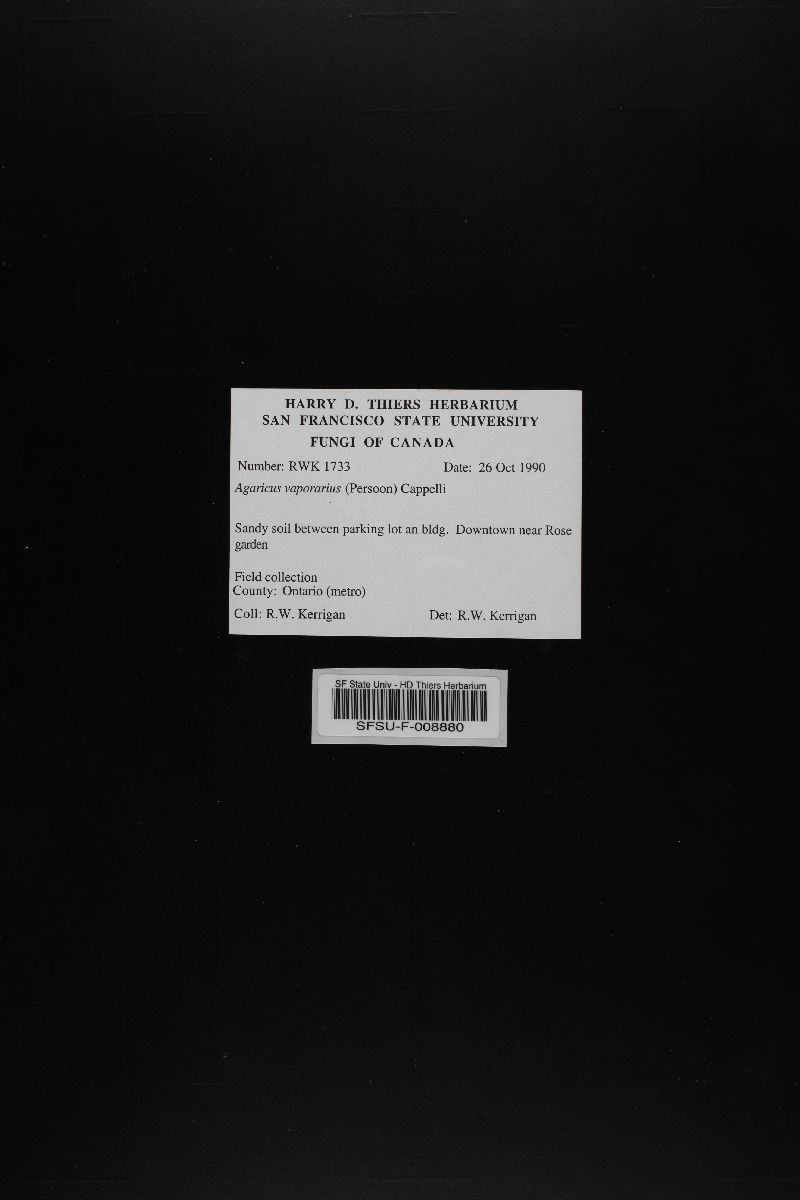 HARRY D. THIERS HERBARIUM
SAN FRANCISCO STATE UNIVERSITY
FUNGI OF CANADA
Number: RWK 1733 Date: 26 Oct 1990
Agaricus vaporarius (Persoon) Cappelli
Sandy soil between parking lot an bldg. Downtown near Rose
garden
Field collection
County: Ontario (metro)
Coll: R.W. Kerrigan Det: R.W. Kerrigan
SF State Univ - HD Thiers Herbarium
SFSU-F-008880